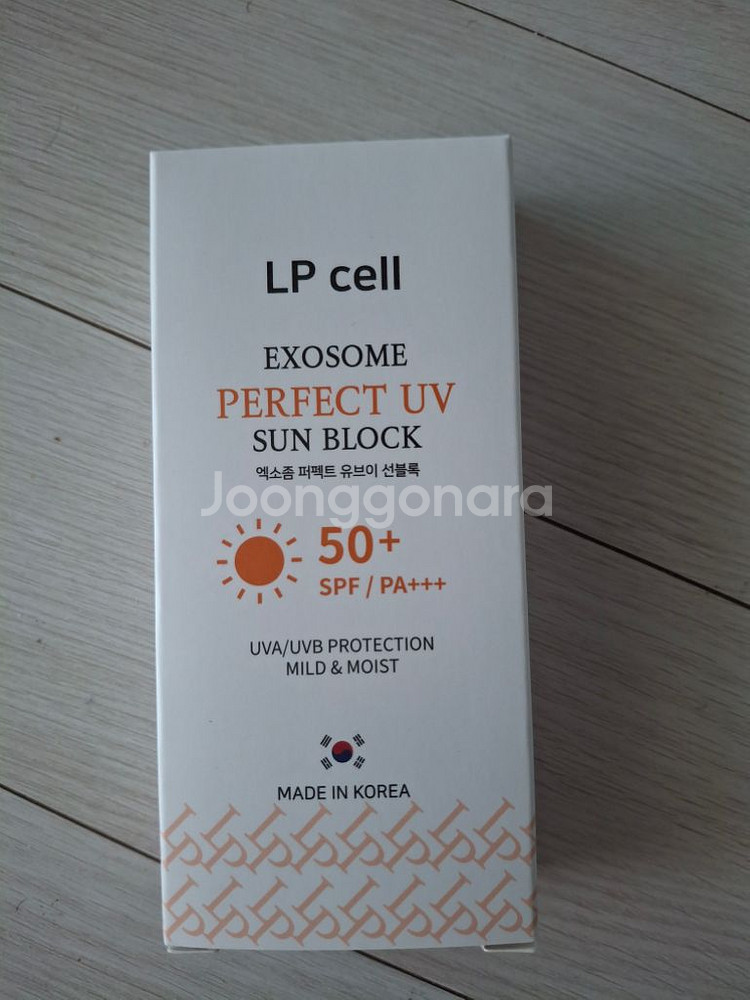 LP cell
EXOSOME
PERFECT UV
SUN BLOCK
엑소좀 퍼펙트 유브이 선블록
Joonggonara
50+
SPF / PA+++
UVA/UVB PROTECTION
MILD & MOIST
MADE IN KOREA